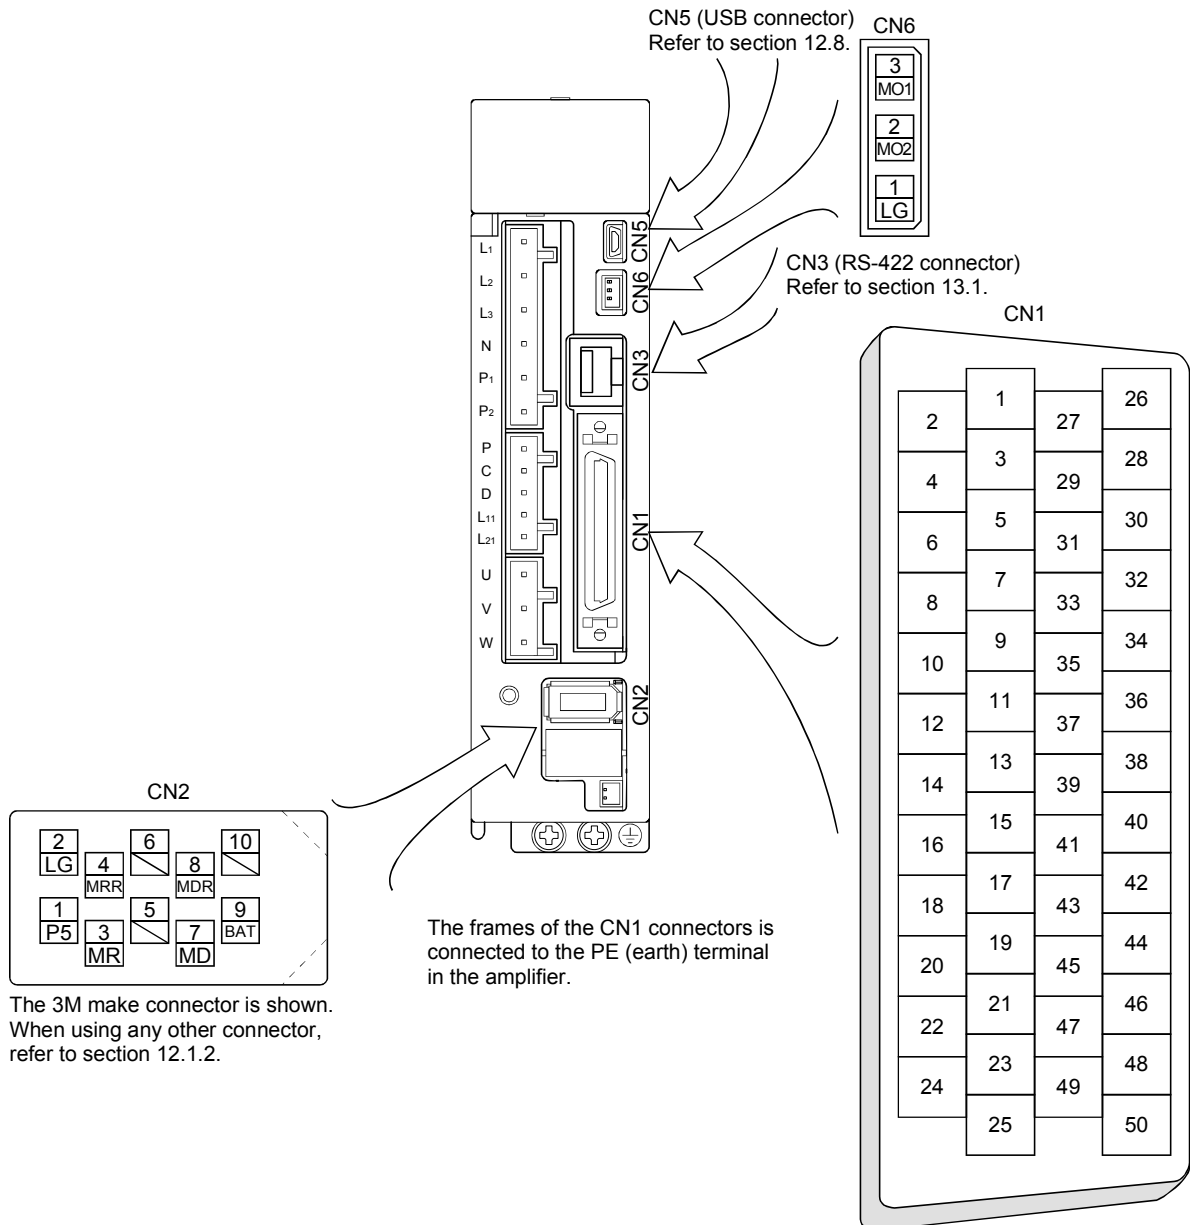 CN5 (USB connector)
Refer to section 12.8.
CN6
3
MO1
2
MO2
1
LG
CN3 (RS-422 connector)
Refer to section 13.1.
L1
L2
L3
N
P1
P2
P
C
D
L11
L21
U
V
W
CN5
CN6
CN3
CN1
CN2
CN1
1 26
2 27
3 28
4 29
5 30
6 31
7 32
8 33
9 34
10 35
11 36
12 37
13 38
14 39
15 40
16 41
17 42
18 43
19 44
20 45
21 46
22 47
23 48
24 49
25 50
CN2
2 6 10
LG 4 8
MRR MDR
1 5 9
P5 3 7 BAT
MR MD
The 3M make connector is shown.
When using any other connector,
refer to section 12.1.2.
The frames of the CN1 connectors is
connected to the PE (earth) terminal
in the amplifier.